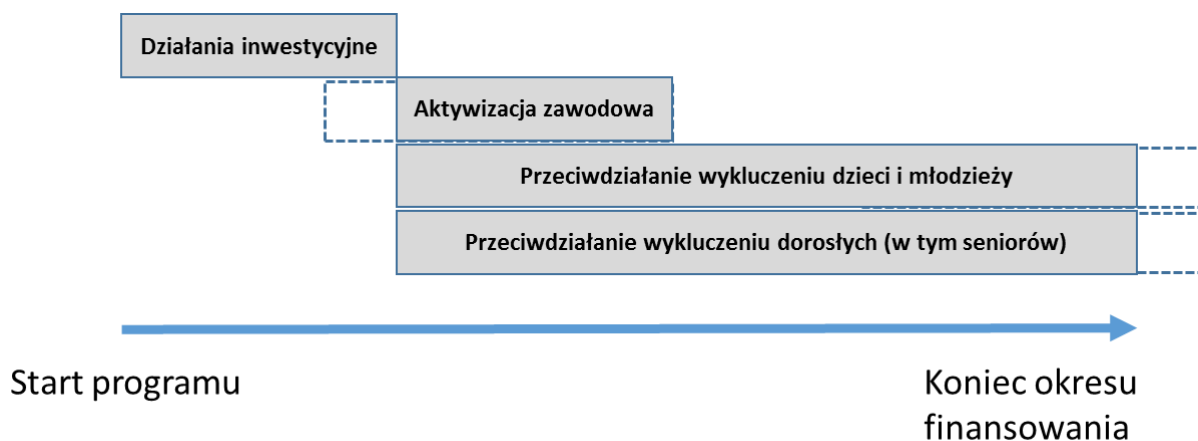 Działania inwestycyjne
Aktywizacja zawodowa
Przeciwdziałanie wykluczeniu dzieci i młodzieży
Przeciwdziałanie wykluczeniu dorosłych (w tym seniorów)
Start programu
Koniec okresu
finansowania